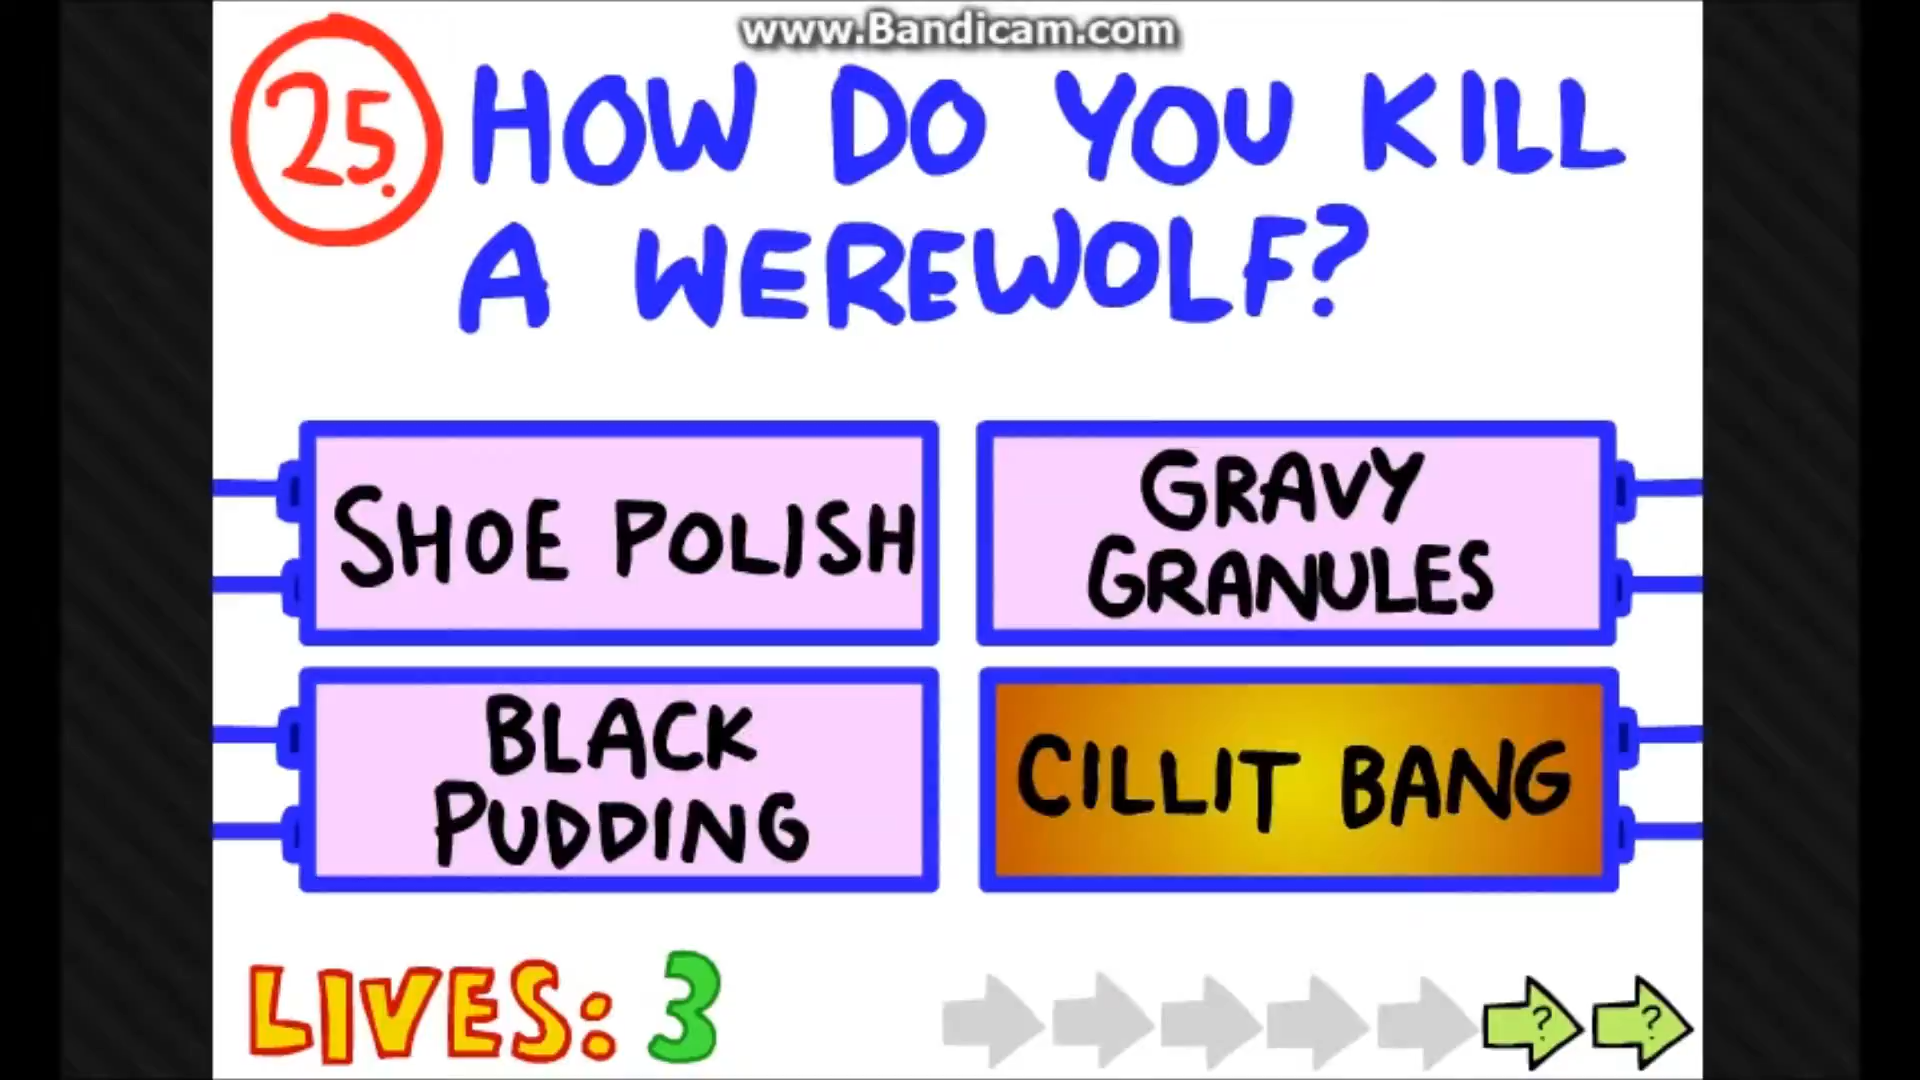 www.Bandicam.com
25. HOW DO YOU KILL
A WEREWOLF?
SHOE POLISH
GRAVY
GRANULES
BLACK
PUDDING
CILLIT BANG
LIVES: 3
? ?